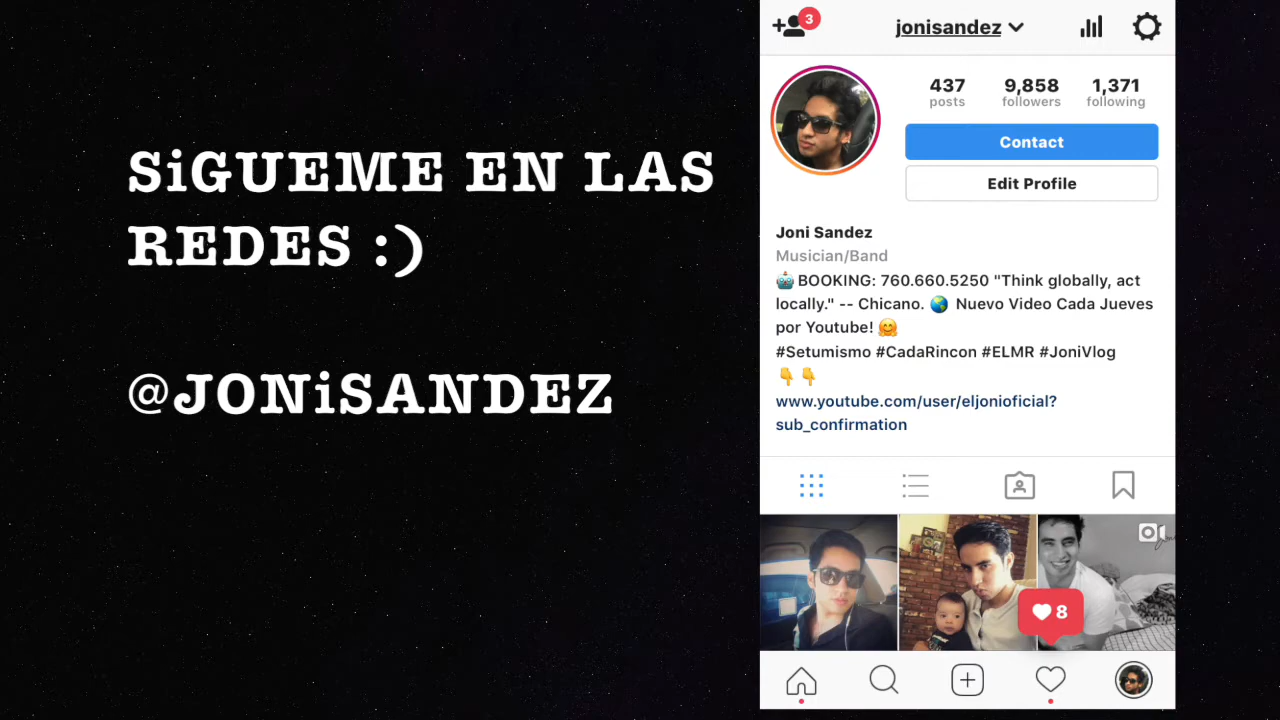 SiGUEME EN LAS
REDES :)
@JONiSANDEZ
3
jonisandez
437
posts
9,858
followers
1,371
following
Contact
Edit Profile
Joni Sandez
Musician/Band
🤖 BOOKING: 760.660.5250 "Think globally, act
locally." -- Chicano. 🌎 Nuevo Video Cada Jueves
por Youtube! 🤗
#Setumismo #CadaRincon #ELMR #JoniVlog
👇 👇
www.youtube.com/user/eljonioficial?
sub_confirmation
8